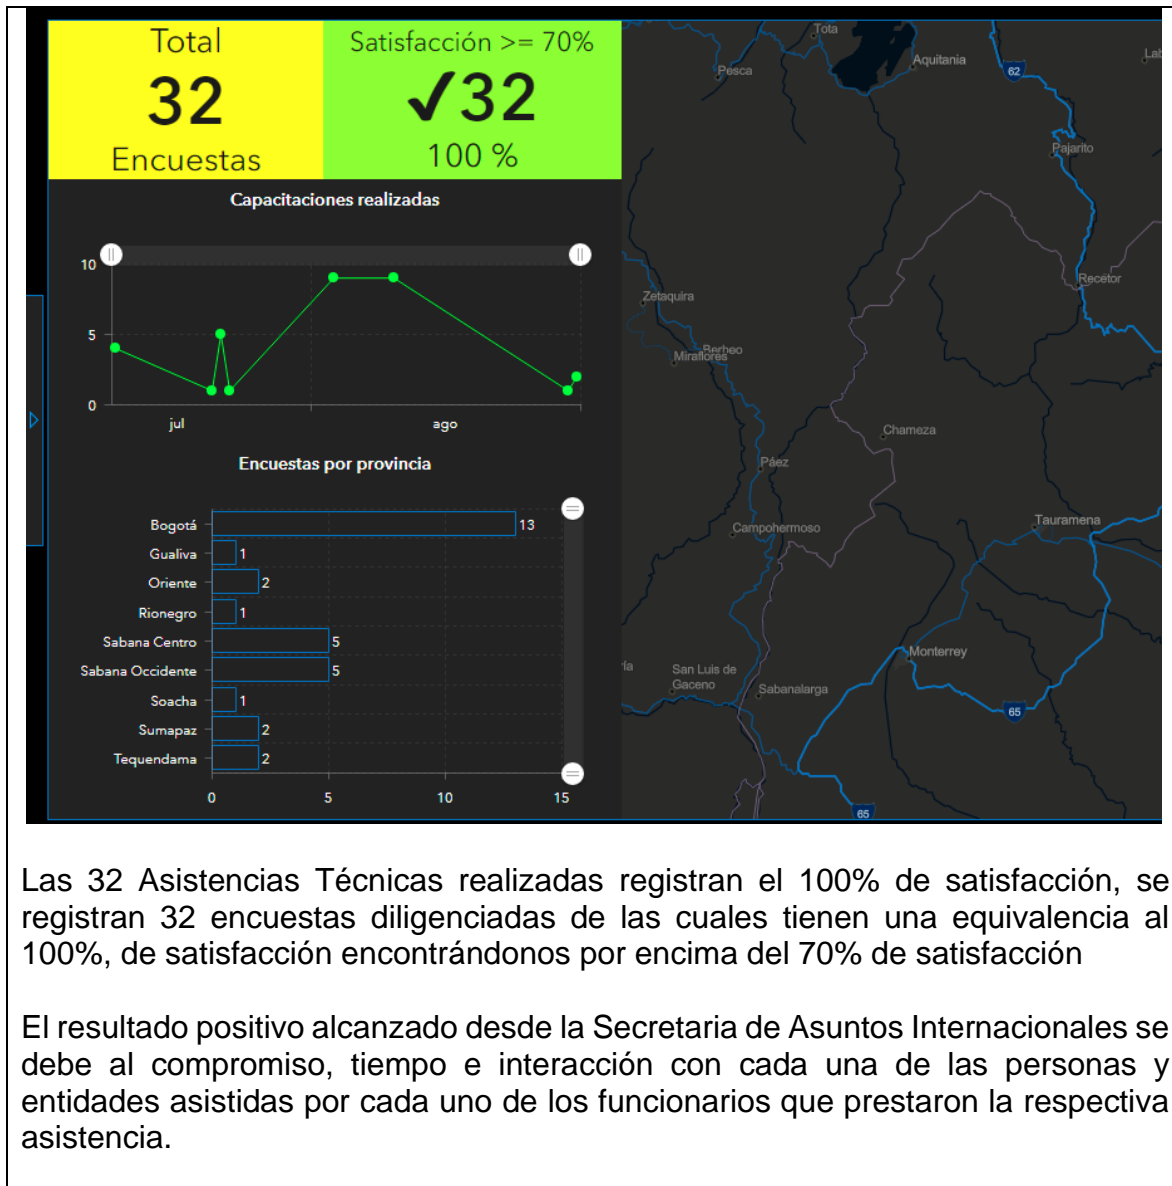 Total
32
Encuestas
Satisfacción >= 70%
✓32
100 %
Capacitaciones realizadas
10
5
0
jul
ago
Encuestas por provincia
Bogotá
13
Gualiva
1
Oriente
2
Rionegro
1
Sabana Centro
5
Sabana Occidente
5
Soacha
1
Sumapaz
2
Tequendama
2
0
5
10
15
Tota
Aquitania
Pesca
62
Pajarito
Recetor
Zetaquira
Berbeo
Miraflores
Chameza
Páez
Campohermoso
Tauramena
Monterrey
San Luis de
Gaceno
Sabanalarga
65
65
Las 32 Asistencias Técnicas realizadas registran el 100% de satisfacción, se
registran 32 encuestas diligenciadas de las cuales tienen una equivalencia al
100%, de satisfacción encontrándonos por encima del 70% de satisfacción
El resultado positivo alcanzado desde la Secretaria de Asuntos Internacionales se
debe al compromiso, tiempo e interacción con cada una de las personas y
entidades asistidas por cada uno de los funcionarios que prestaron la respectiva
asistencia.